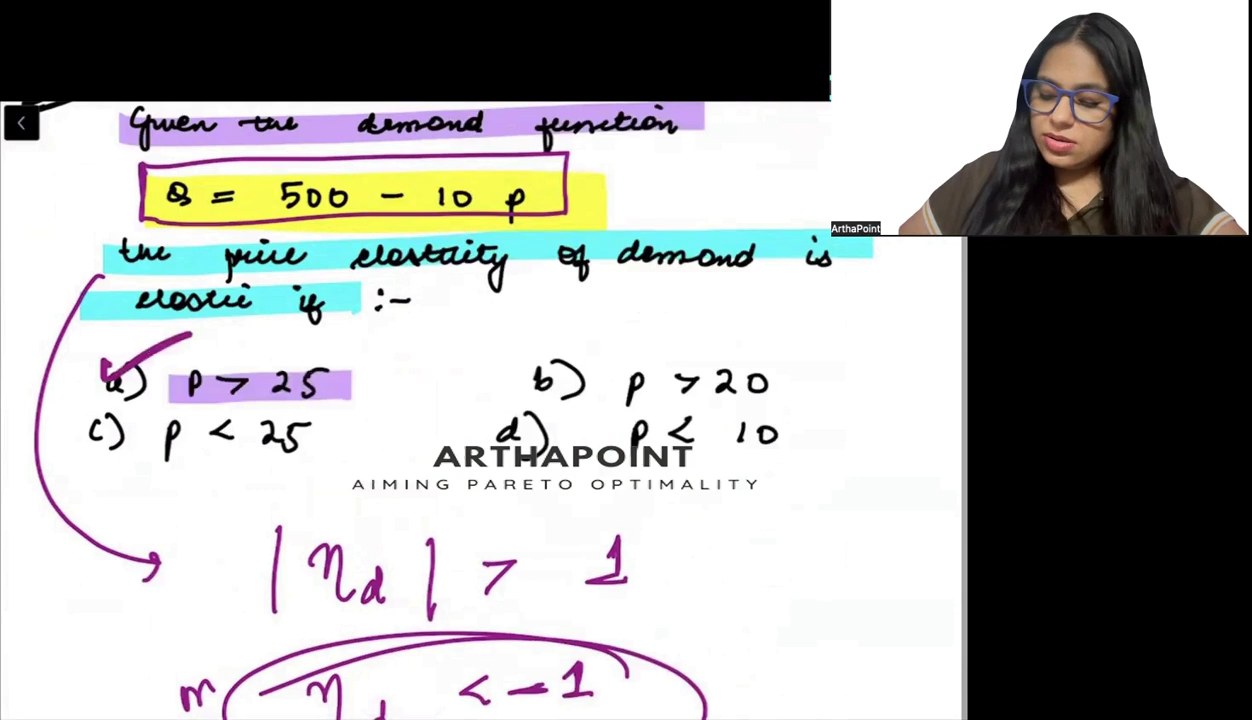 Given the demand function
Q = 500 - 10 p
the price elasticity of demand is
elastic if :-
a) p > 25 b) p > 20
c) p < 25 d) p < 10
ARTHAPOINT
AIMING PARETO OPTIMALITY
|ηd| > 1
ηd < -1
ArthaPoint